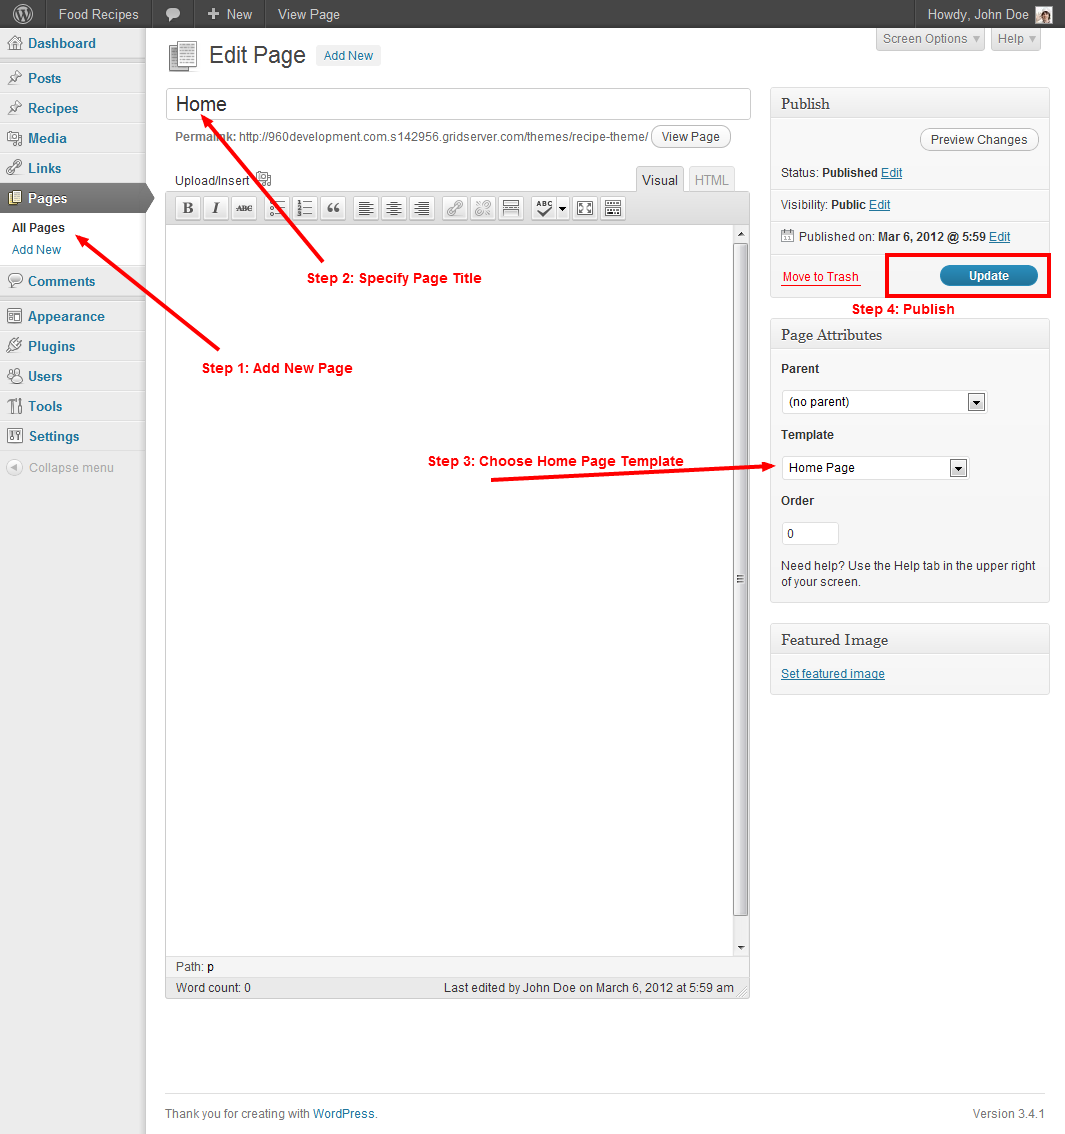 Food Recipes
New
View Page
Howdy, John Doe
Dashboard
Posts
Recipes
Media
Links
Pages
All Pages
Add New
Comments
Appearance
Plugins
Users
Tools
Settings
Collapse menu
Screen Options
Help
Edit Page
Add New
Home
Permalink: http://960development.com.s142956.gridserver.com/themes/recipe-theme/ View Page
Upload/Insert
Visual
HTML
B I ABC
ABC
Step 2: Specify Page Title
Step 1: Add New Page
Step 3: Choose Home Page Template
Path: p
Word count: 0
Last edited by John Doe on March 6, 2012 at 5:59 am
Publish
Preview Changes
Status: Published Edit
Visibility: Public Edit
Published on: Mar 6, 2012 @ 5:59 Edit
Move to Trash
Update
Step 4: Publish
Page Attributes
Parent
(no parent)
Template
Home Page
Order
0
Need help? Use the Help tab in the upper right
of your screen.
Featured Image
Set featured image
Thank you for creating with WordPress.
Version 3.4.1